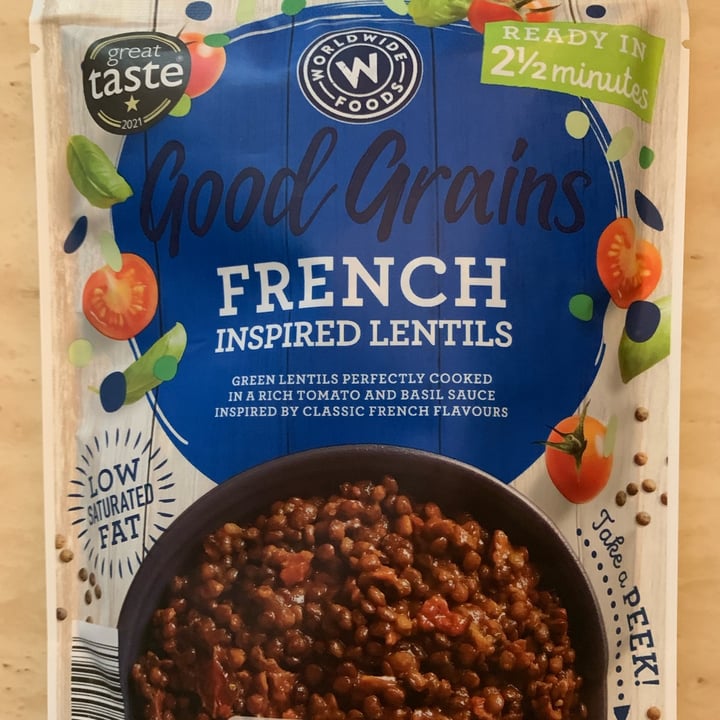 great
taste
2021
WORLDWIDE
W
FOODS
READY IN
2½ minutes
Good Grains
FRENCH
INSPIRED LENTILS
GREEN LENTILS PERFECTLY COOKED
IN A RICH TOMATO AND BASIL SAUCE
INSPIRED BY CLASSIC FRENCH FLAVOURS
LOW
SATURATED
FAT
Take a
PEEK!